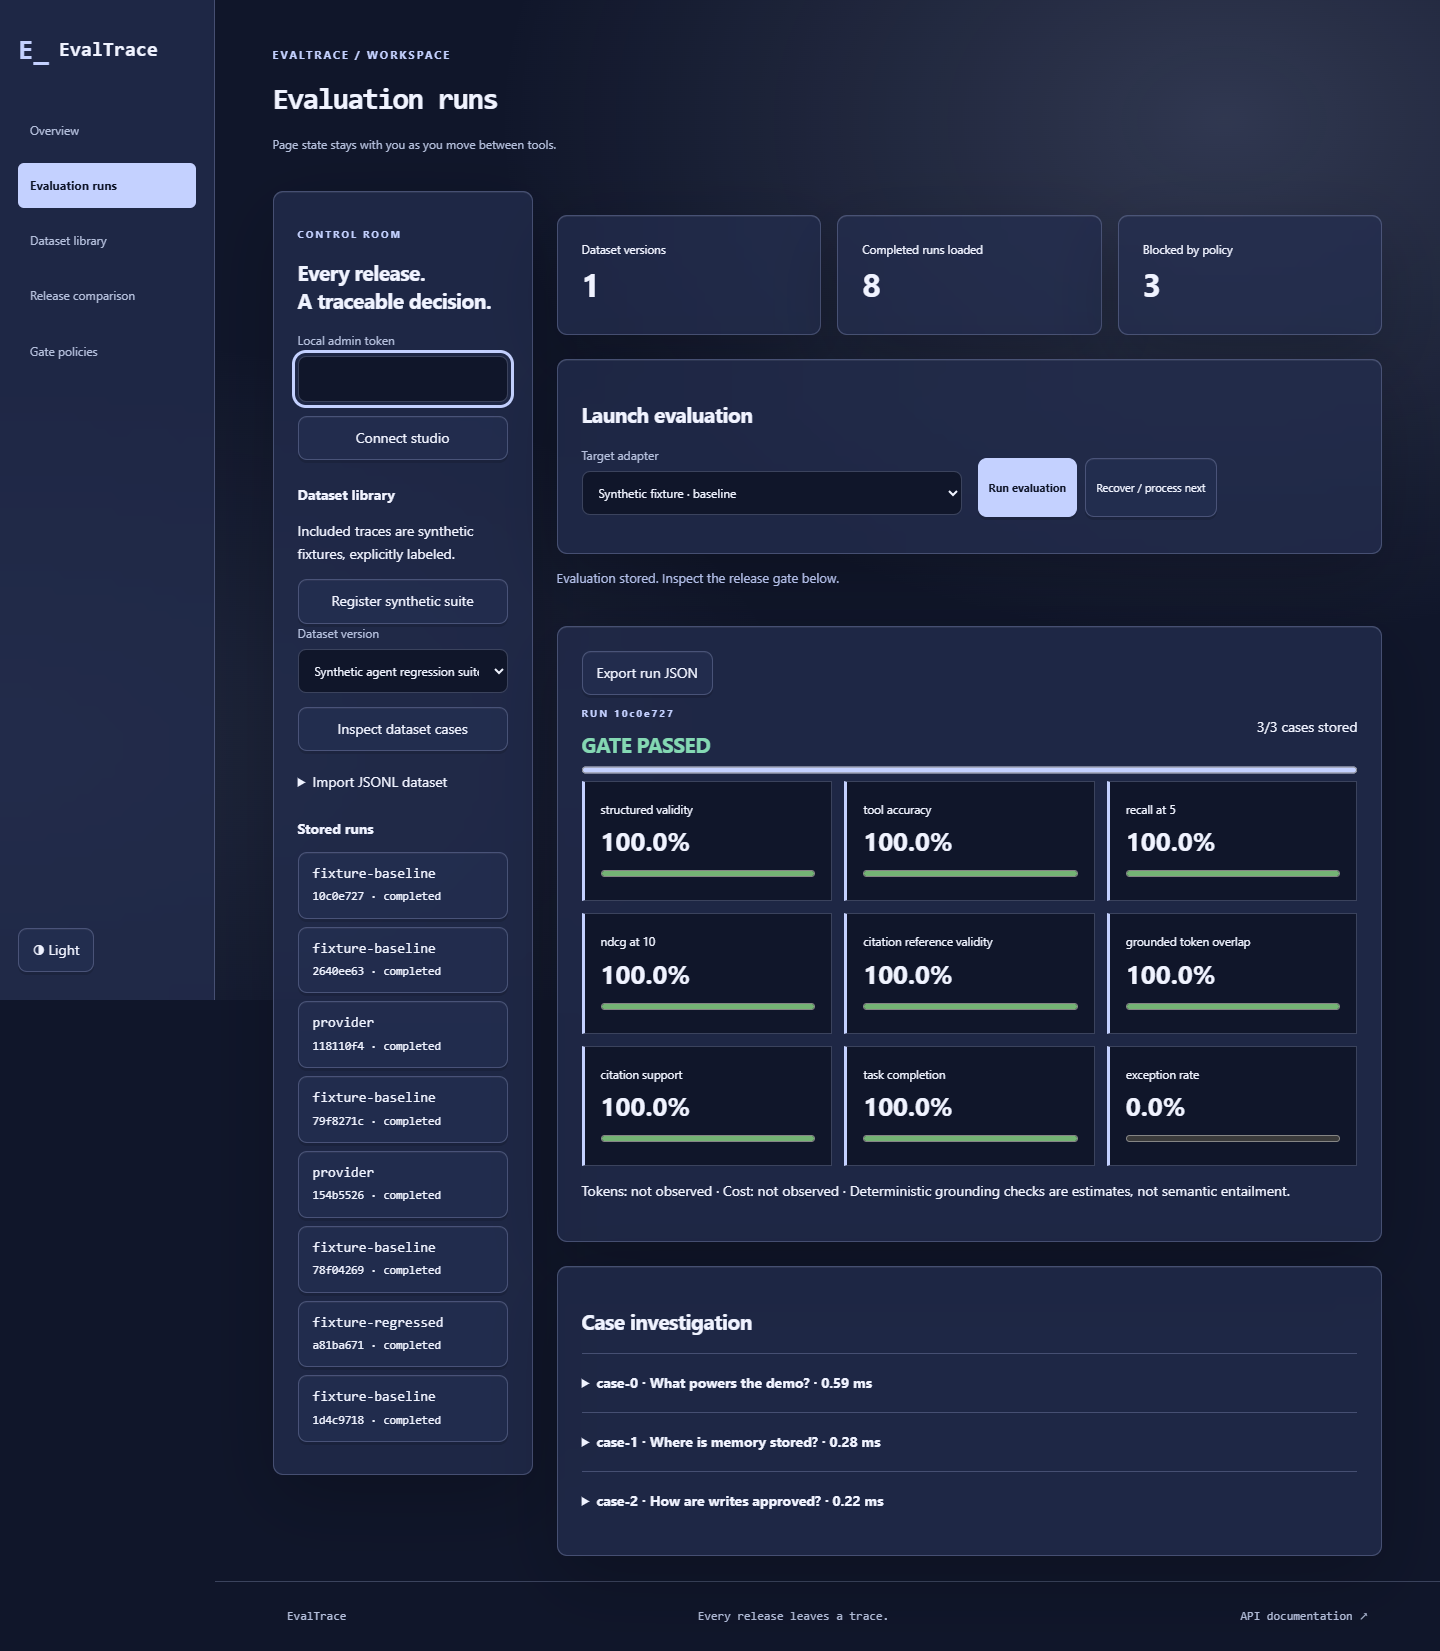 E_ EvalTrace
Overview
Evaluation runs
Dataset library
Release comparison
Gate policies
◑ Light
EVALTRACE / WORKSPACE
Evaluation runs
Page state stays with you as you move between tools.
CONTROL ROOM
Every release.
A traceable decision.
Local admin token
Connect studio
Dataset library
Included traces are synthetic
fixtures, explicitly labeled.
Register synthetic suite
Dataset version
Synthetic agent regression suite
Inspect dataset cases
▶ Import JSONL dataset
Stored runs
fixture-baseline
10c0e727 · completed
fixture-baseline
2640ee63 · completed
provider
118110f4 · completed
fixture-baseline
79f8271c · completed
provider
154b5526 · completed
fixture-baseline
78f04269 · completed
fixture-regressed
a81ba671 · completed
fixture-baseline
1d4c9718 · completed
Dataset versions
1
Completed runs loaded
8
Blocked by policy
3
Launch evaluation
Target adapter
Synthetic fixture · baseline
Run evaluation
Recover / process next
Evaluation stored. Inspect the release gate below.
Export run JSON
RUN 10c0e727
GATE PASSED
3/3 cases stored
structured validity
100.0%
tool accuracy
100.0%
recall at 5
100.0%
ndcg at 10
100.0%
citation reference validity
100.0%
grounded token overlap
100.0%
citation support
100.0%
task completion
100.0%
exception rate
0.0%
Tokens: not observed · Cost: not observed · Deterministic grounding checks are estimates, not semantic entailment.
Case investigation
▶ case-0 · What powers the demo? · 0.59 ms
▶ case-1 · Where is memory stored? · 0.28 ms
▶ case-2 · How are writes approved? · 0.22 ms
EvalTrace
Every release leaves a trace.
API documentation ↗